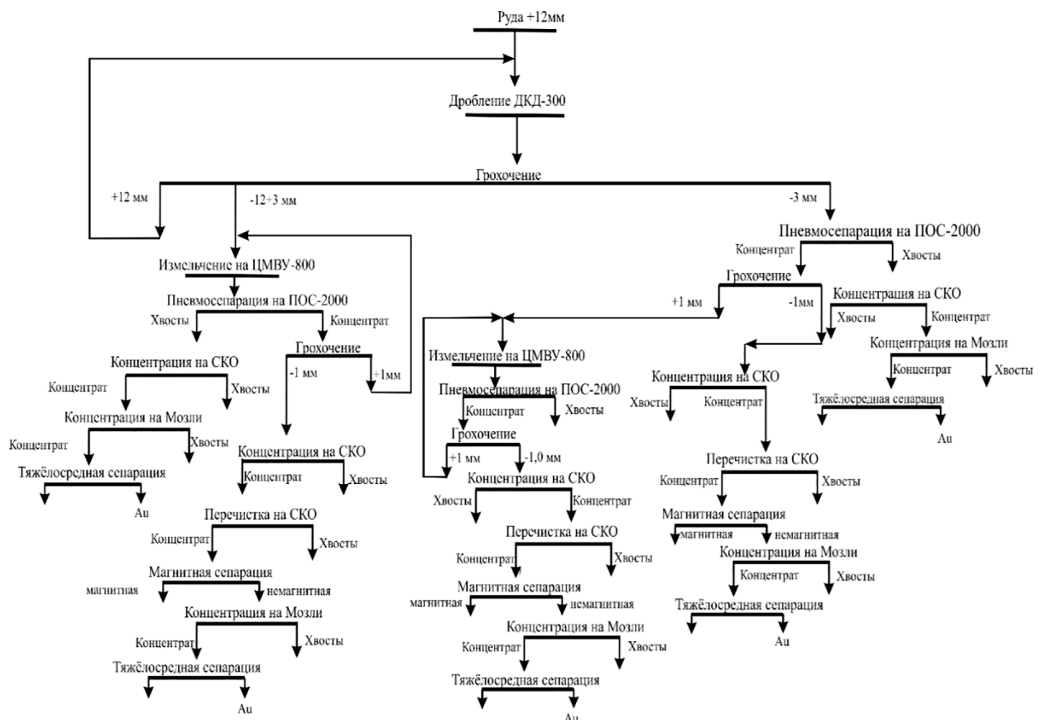 Руда +12мм
Дробление ДКД-300
Грохочение
+12 мм
-12+3 мм
-3 мм
Пневмосепарация на ПОС-2000
Концентрат
Хвосты
Измельчение на ЦМВУ-800
Грохочение
+1 мм
-1мм
Концентрация на СКО
Хвосты
Концентрат
Пневмосепарация на ПОС-2000
Хвосты
Концентрат
Грохочение
-1 мм
+1мм
Измельчение на ЦМВУ-800
Концентрация на Мозли
Концентрат
Хвосты
Концентрация на СКО
Концентрат
Хвосты
Пневмосепарация на ПОС-2000
Концентрат
Хвосты
Концентрация на СКО
Хвосты
Концентрат
Тяжёлосредная сепарация
Au
Концентрация на Мозли
Концентрат
Хвосты
Грохочение
+1 мм
-1,0 мм
Концентрация на СКО
Концентрат
Хвосты
Тяжёлосредная сепарация
Au
Концентрация на СКО
Хвосты
Концентрат
Перечистка на СКО
Концентрат
Хвосты
Перечистка на СКО
Концентрат
Хвосты
Перечистка на СКО
Концентрат
Хвосты
Магнитная сепарация
магнитная
немагнитная
Магнитная сепарация
магнитная
немагнитная
Магнитная сепарация
магнитная
немагнитная
Концентрация на Мозли
Концентрат
Хвосты
Концентрация на Мозли
Концентрат
Хвосты
Концентрация на Мозли
Концентрат
Хвосты
Тяжёлосредная сепарация
Au
Тяжёлосредная сепарация
Au
Тяжёлосредная сепарация
Au